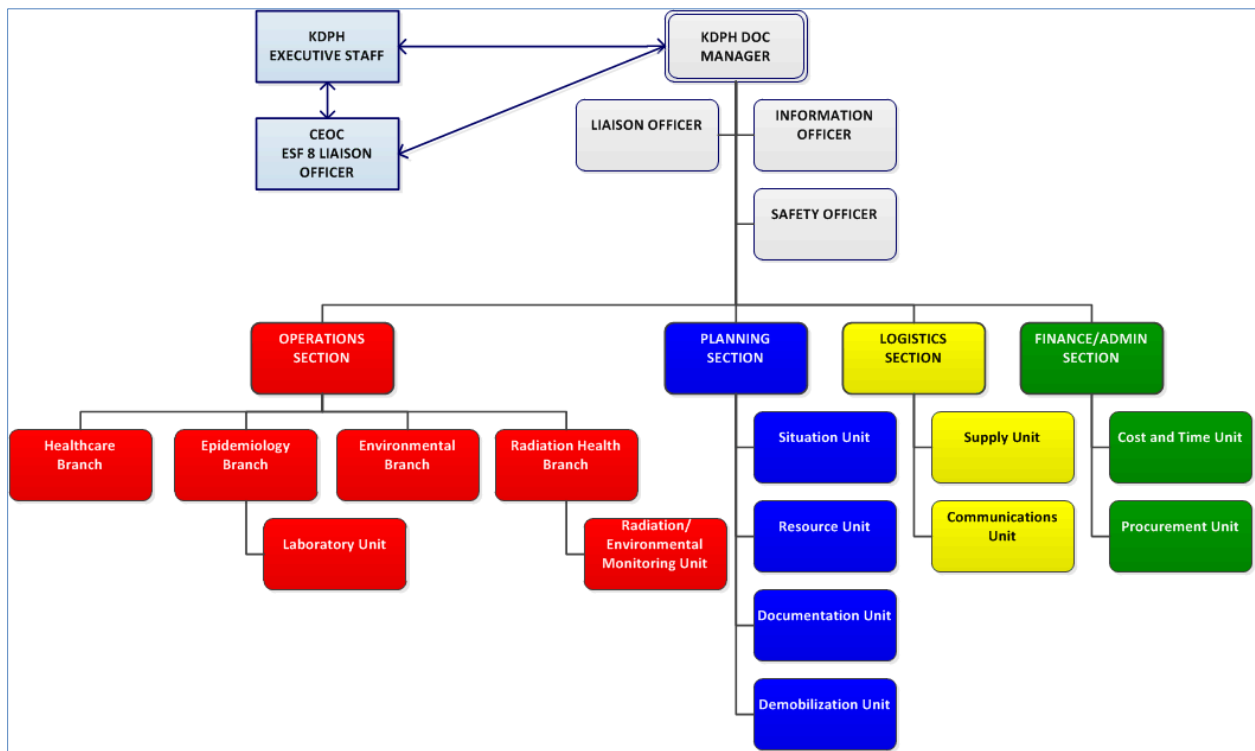 KDPH
EXECUTIVE STAFF
KDPH DOC
MANAGER
CEOC
ESF 8 LIAISON
OFFICER
LIAISON OFFICER
INFORMATION
OFFICER
SAFETY OFFICER
OPERATIONS
SECTION
PLANNING
SECTION
LOGISTICS
SECTION
FINANCE/ADMIN
SECTION
Healthcare
Branch
Epidemiology
Branch
Environmental
Branch
Radiation Health
Branch
Laboratory Unit
Radiation/
Environmental
Monitoring Unit
Situation Unit
Resource Unit
Documentation Unit
Demobilization Unit
Supply Unit
Communications
Unit
Cost and Time Unit
Procurement Unit